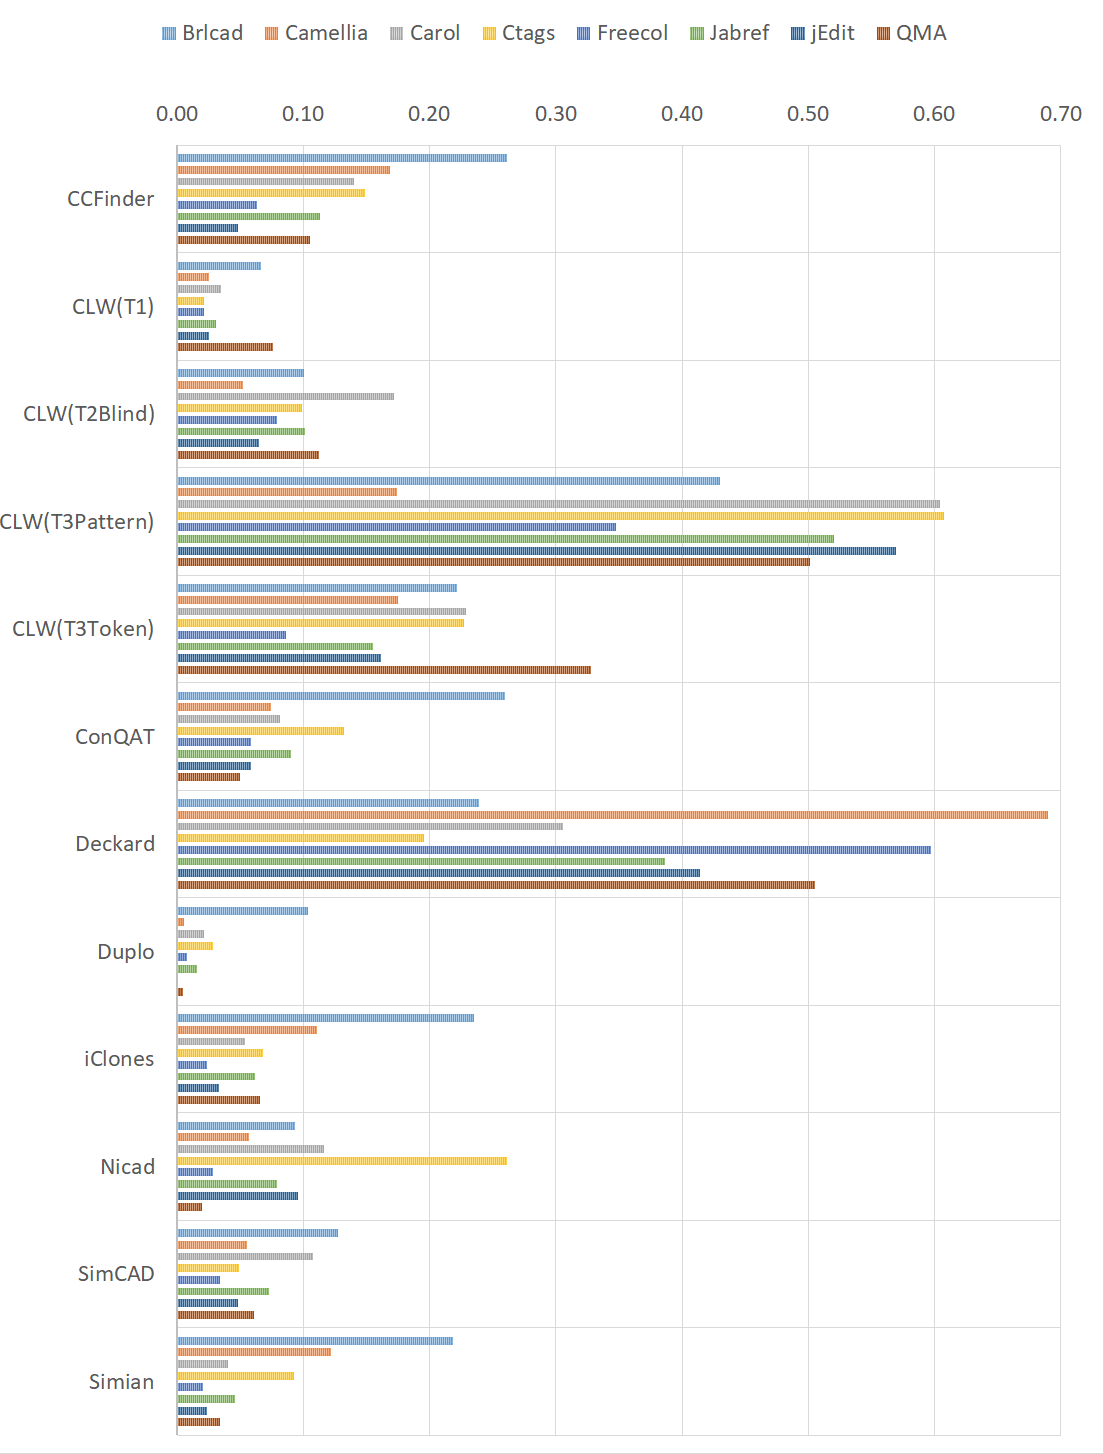 Brlcad Camellia Carol Ctags Freecol Jabref jEdit QMA
0.00 0.10 0.20 0.30 0.40 0.50 0.60 0.70
CCFinder
CLW(T1)
CLW(T2Blind)
CLW(T3Pattern)
CLW(T3Token)
ConQAT
Deckard
Duplo
iClones
Nicad
SimCAD
Simian